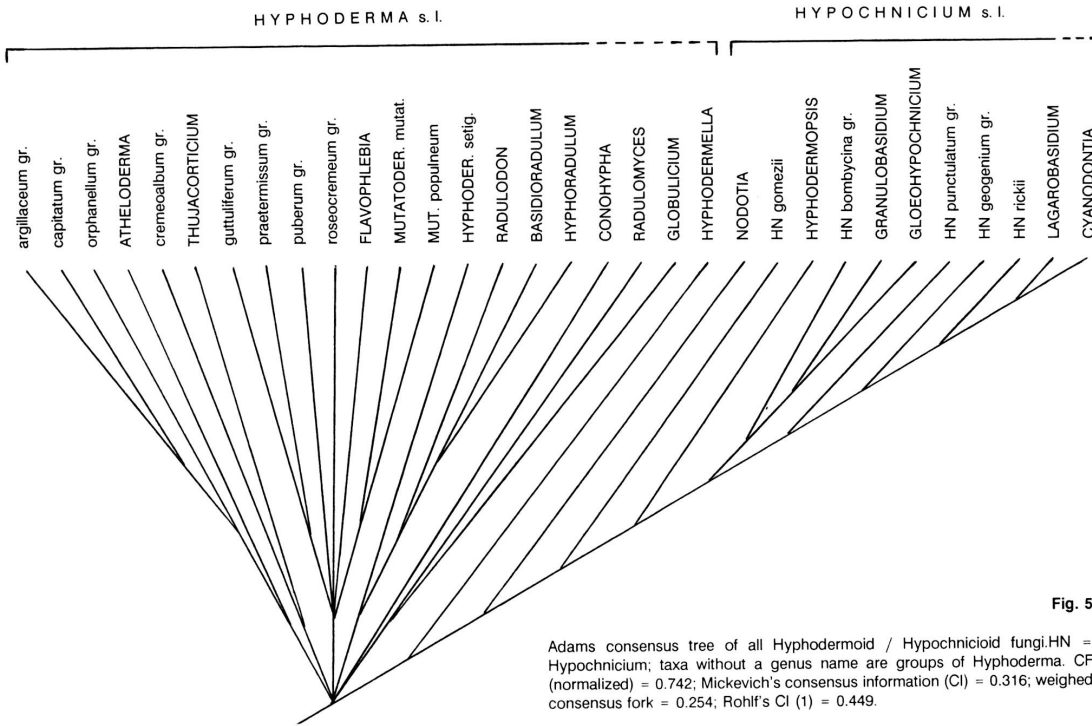 HYPHODERMA s. l.
HYPOCHNICIUM s. l.
argillaceum gr.
capitatum gr.
orphanellum gr.
ATHELODERMA
cremeoalbum gr.
THUJACORTICIUM
guttuliferum gr.
praetermissum gr.
puberum gr.
roseocremeum gr.
FLAVOPHLEBIA
MUTATODER. mutat.
MUT. populneum
HYPHODER. setig.
RADULODON
BASIDIORADULUM
HYPHORADULUM
CONOHYPHA
RADULOMYCES
GLOBULICIUM
HYPHODERMELLA
NODOTIA
HN gomezii
HYPHODERMOPSIS
HN bombycina gr.
GRANULOBASIDIUM
GLOEOHYPOCHNICIUM
HN punctulatum gr.
HN geogenium gr.
HN rickii
LAGAROBASIDIUM
CYANODONTIA
Fig. 5
Adams consensus tree of all Hyphodermoid / Hypochnicioid fungi.HN =
Hypochnicium; taxa without a genus name are groups of Hyphoderma. CF
(normalized) = 0.742; Mickevich's consensus information (CI) = 0.316; weighed
consensus fork = 0.254; Rohlf's CI (1) = 0.449.